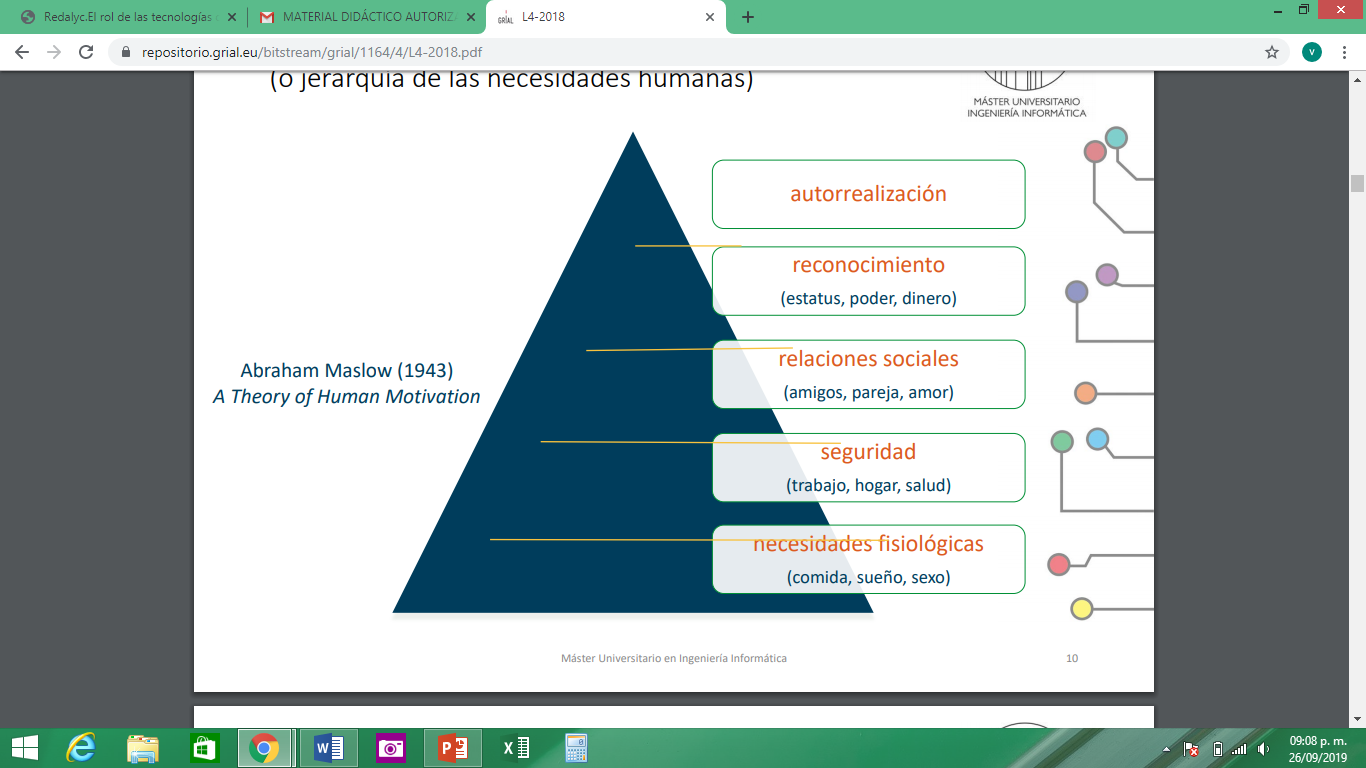 Redalyc.El rol de las tecnologías
MATERIAL DIDÁCTICO AUTORIZ
L4-2018
repositorio.grial.eu/bitstream/grial/1164/4/L4-2018.pdf
v
(o jerarquía de las necesidades humanas)
MÁSTER UNIVERSITARIO
INGENIERÍA INFORMÁTICA
autorrealización
reconocimiento
(estatus, poder, dinero)
Abraham Maslow (1943)
A Theory of Human Motivation
relaciones sociales
(amigos, pareja, amor)
seguridad
(trabajo, hogar, salud)
necesidades fisiológicas
(comida, sueño, sexo)
Máster Universitario en Ingeniería Informática
10
09:08 p. m.
26/09/2019